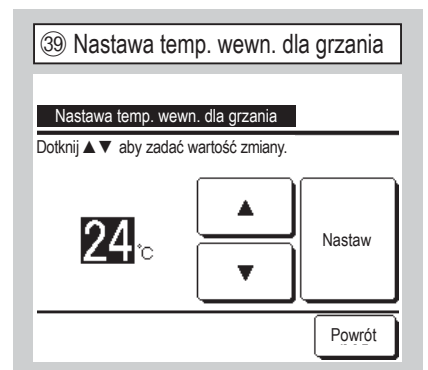 ㊴ Nastawa temp. wewn. dla grzania
Nastawa temp. wewn. dla grzania
Dotknij ▲▼ aby zadać wartość zmiany.
▲
24°C
Nastaw
▼
Powrót